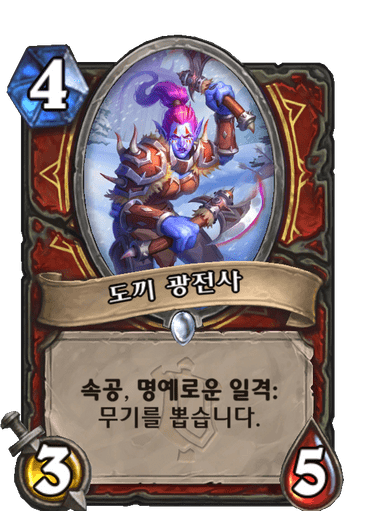 4
도끼 광전사
속공, 명예로운 일격:
무기를 뽑습니다.
3
5